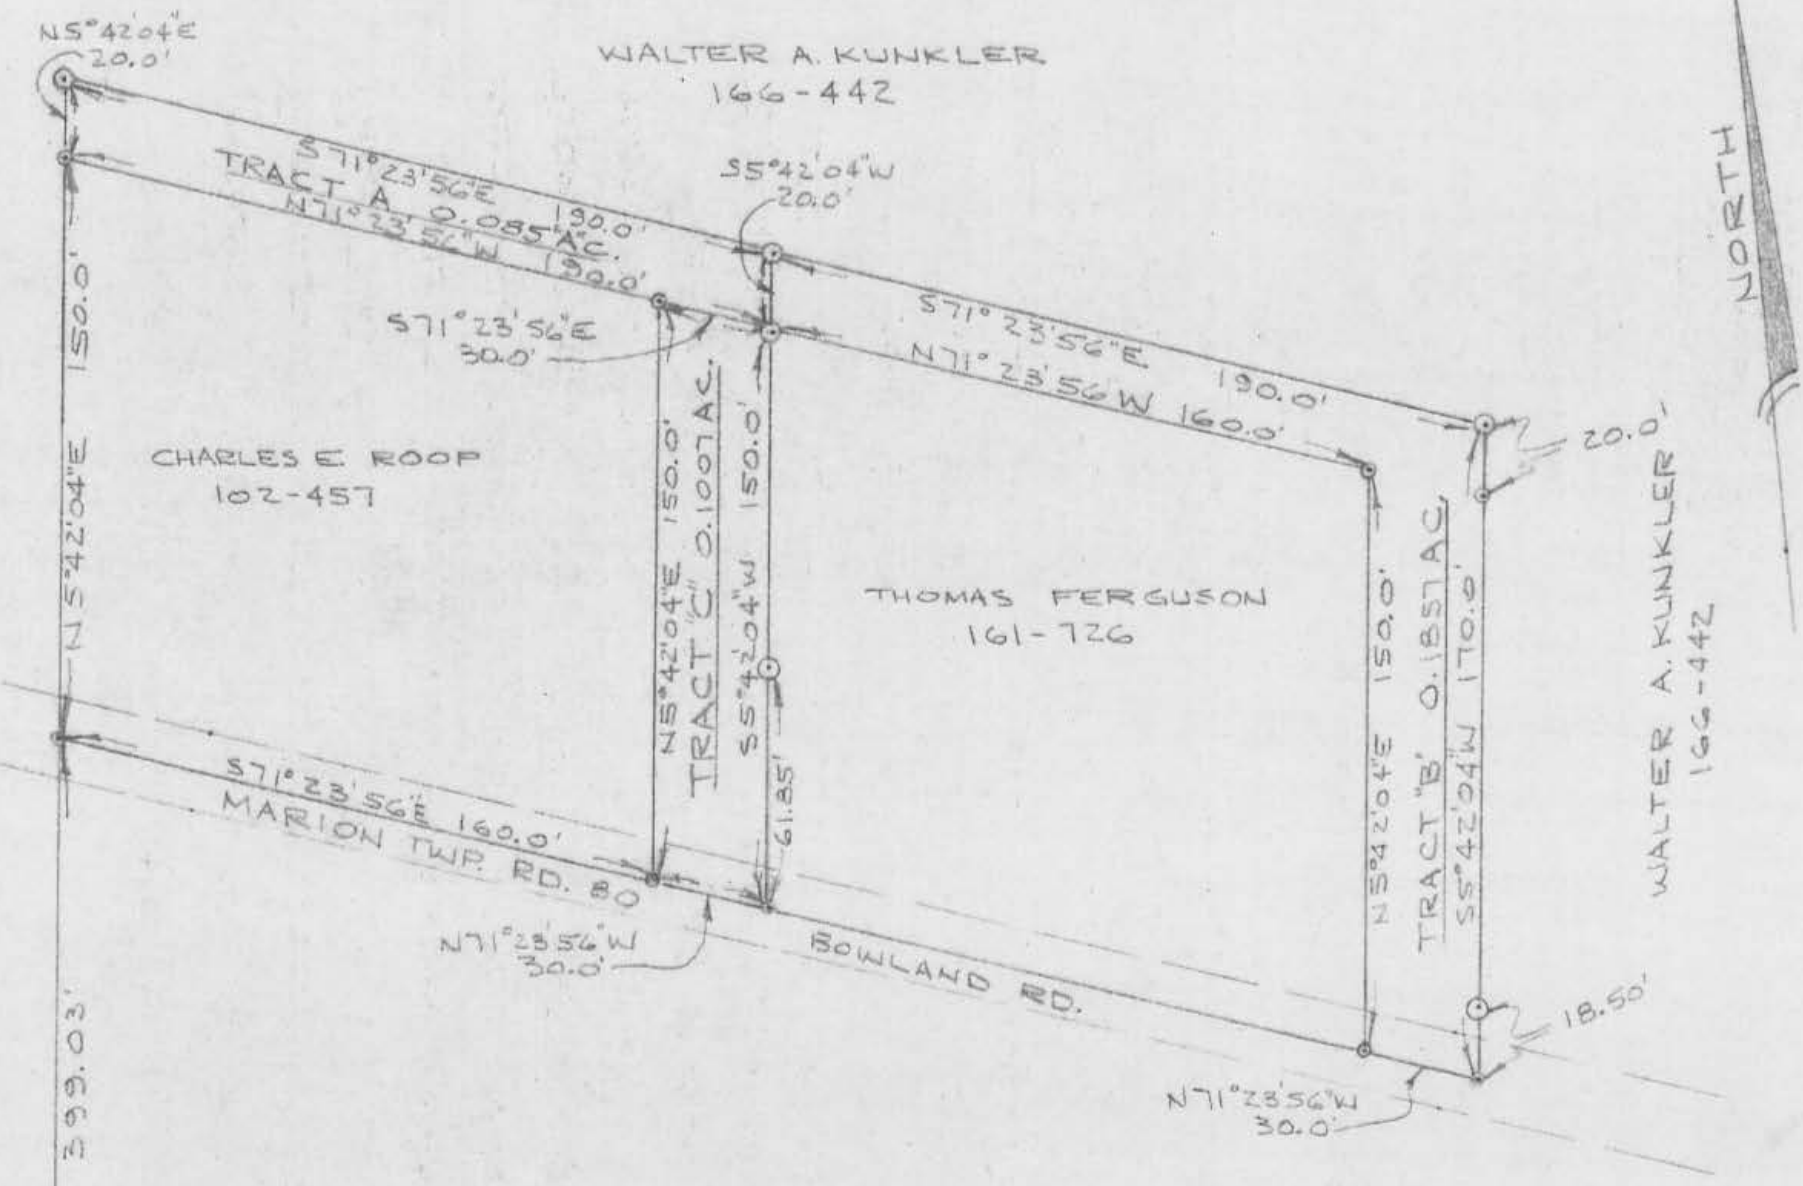 N5°42'04"E
20.0'
WALTER A. KUNKLER
166-442
NORTH
S71°23'56"E 190.0'
TRACT "A" 0.085 AC.
N71°23'56"W 190.0'
S5°42'04"W
20.0'
S71°23'56"E
30.0'
S71°23'56"E 190.0'
N71°23'56"W 160.0'
20.0'
N5°42'04"E 150.0'
CHARLES E. ROOP
102-457
N5°42'04"E 150.0'
TRACT "C" 0.1007 AC.
S5°42'04"W 150.0'
61.85'
THOMAS FERGUSON
161-726
N5°42'04"E 150.0'
TRACT "B" 0.1857 AC.
S5°42'04"W 170.0'
WALTER A. KUNKLER
166-442
S71°23'56"E 160.0'
MARION TWP. RD. 80
N71°23'56"W
30.0'
BOWLAND RD.
18.50'
N71°23'56"W
30.0'
3999.03'